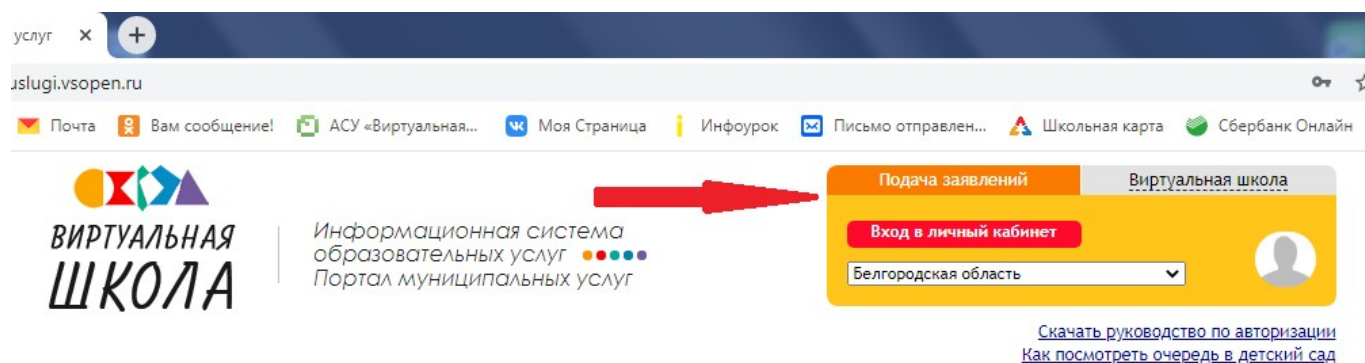 услуг
uslugi.vsopen.ru
Почта Вам сообщение! АСУ «Виртуальная... Моя Страница Инфоурок Письмо отправлен... Школьная карта Сбербанк Онлайн
Подача заявлений Виртуальная школа
ВИРТУАЛЬНАЯ
ШКОЛА
Информационная система
образовательных услуг
Портал муниципальных услуг
Вход в личный кабинет
Белгородская область
Скачать руководство по авторизации
Как посмотреть очередь в детский сад